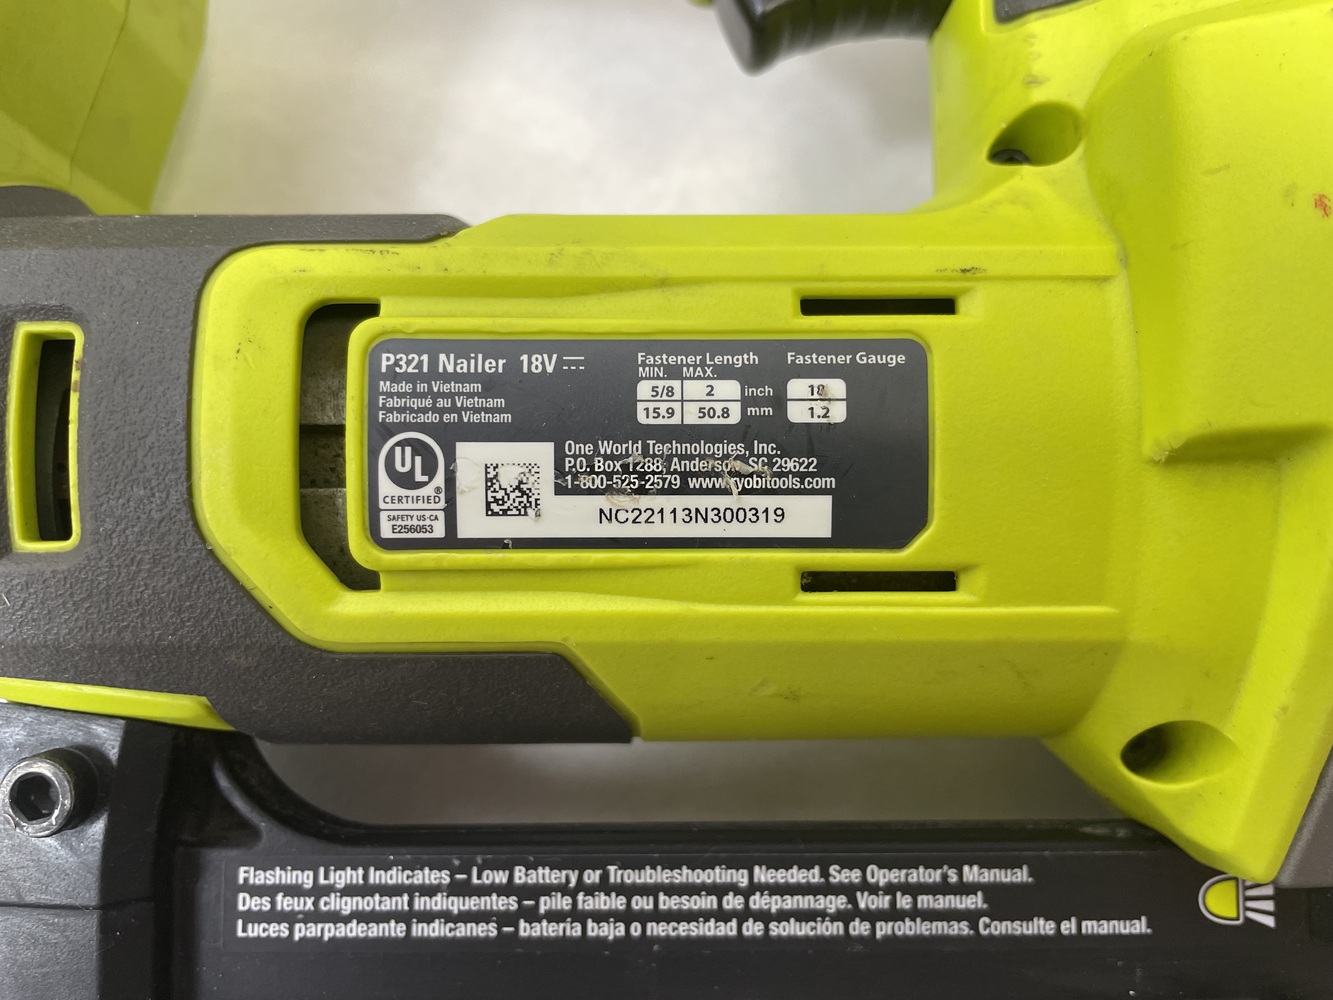 P321 Nailer 18V
Made in Vietnam
Fabriqué au Vietnam
Fabricado en Vietnam
Fastener Length
MIN. MAX.
5/8 2 inch
15.9 50.8 mm
Fastener Gauge
18
1.2
UL
®
CERTIFIED
SAFETY US-CA
E256053
One World Technologies, Inc.
P.O. Box 1288, Anderson, SC 29622
1-800-525-2579 www.ryobitools.com
NC22113N300319
Flashing Light Indicates – Low Battery or Troubleshooting Needed. See Operator's Manual.
Des feux clignotant indiquentes – pile faible ou besoin de dépannage. Voir le manuel.
Luces parpadeante indicanes – batería baja o necesidad de solución de problemas. Consulte el manual.